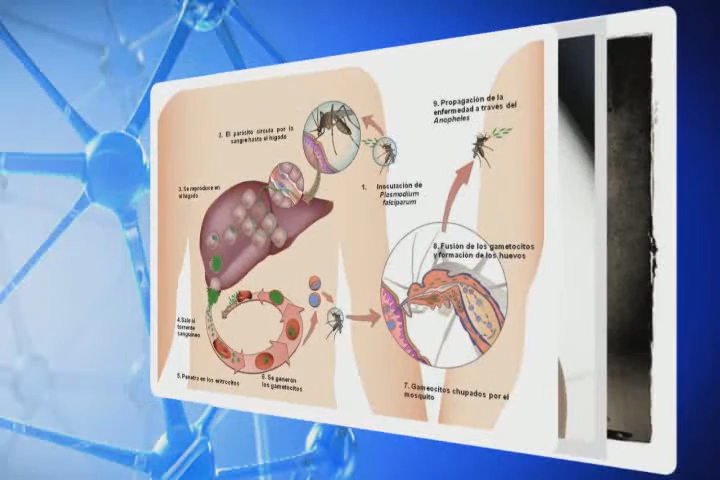 1. Inoculación de
Plasmodium
falciparum
2. El parásito circula por la
sangre hasta el hígado
3. Se reproduce en
el hígado
4. Sale al
torrente
sanguíneo
5. Penetra en los eritrocitos
6. Se generan
los gametocitos
7. Gameocitos chupados por el
mosquito
8. Fusión de los gametocitos
y formación de los huevos
9. Propagación de la
enfermedad a través del
Anopheles